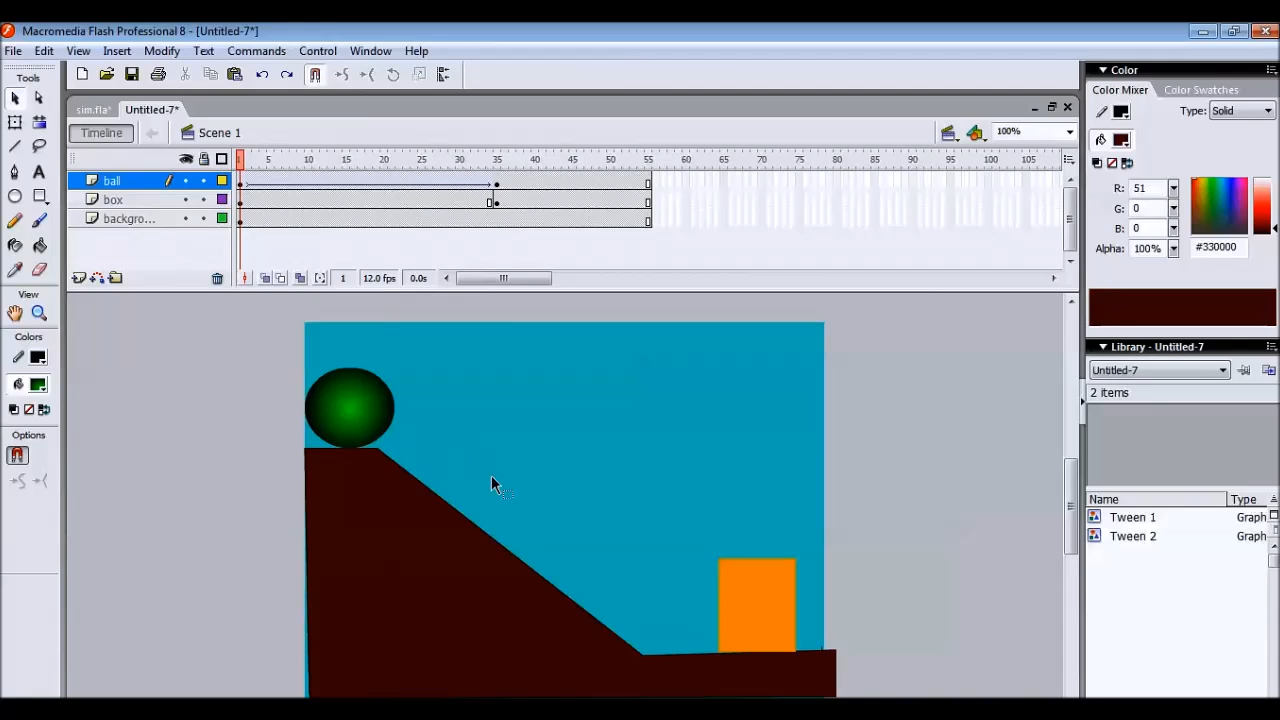 Macromedia Flash Professional 8 - [Untitled-7*]
File Edit View Insert Modify Text Commands Control Window Help
Tools
sim.fla* Untitled-7*
Timeline Scene 1 100%
1 5 10 15 20 25 30 35 40 45 50 55 60 65 70 75 80 85 90 95 100 105
ball
box
backgro...
1 12.0 fps 0.0s
View
Colors
Options
Color
Color Mixer Color Swatches
Type: Solid
R: 51
G: 0
B: 0 #330000
Alpha: 100%
Library - Untitled-7
Untitled-7
2 items
Name Type
Tween 1 Graph
Tween 2 Graph